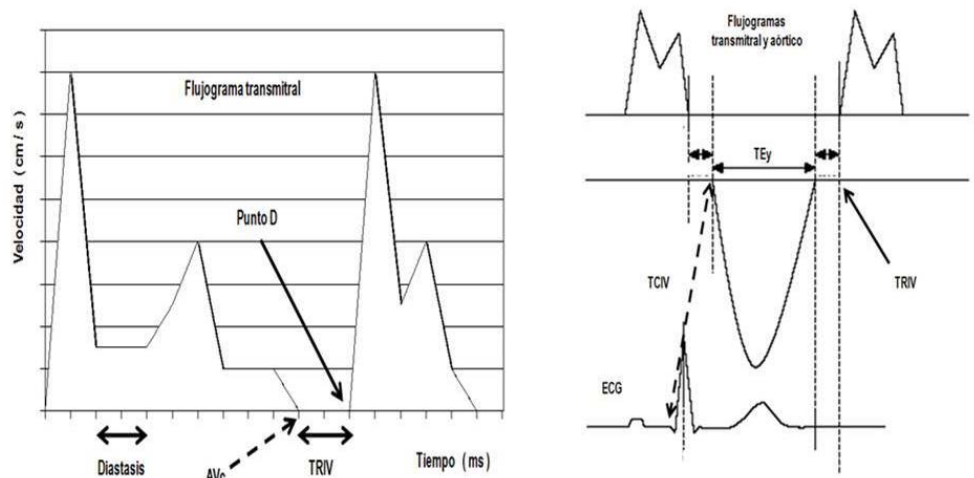 Flujograma transmitral
Velocidad (cm / s)
Punto D
Diastasis
AVc
TRIV
Tiempo (ms)
Flujogramas
transmitral y aórtico
TEy
TCIV
TRIV
ECG